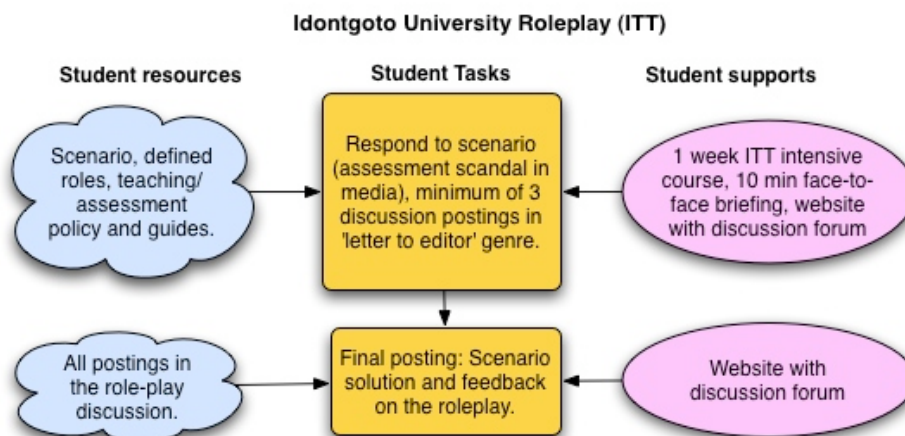 Idontgoto University Roleplay (ITT)
Student resources
Student Tasks
Student supports
Scenario, defined
roles, teaching/
assessment
policy and guides.
Respond to scenario
(assessment scandal in
media), minimum of 3
discussion postings in
'letter to editor' genre.
1 week ITT intensive
course, 10 min face-to-
face briefing, website
with discussion forum
All postings in
the role-play
discussion.
Final posting: Scenario
solution and feedback
on the roleplay.
Website with
discussion forum